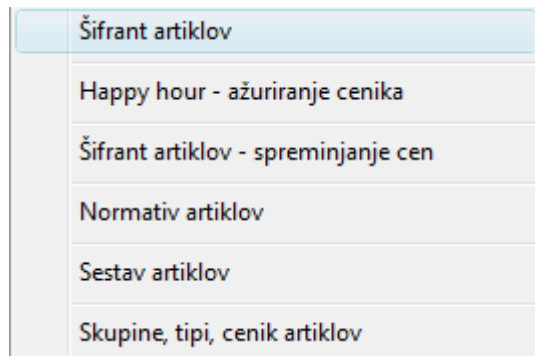 Šifrant artiklov
Happy hour - ažuriranje cenika
Šifrant artiklov - spreminjanje cen
Normativ artiklov
Sestav artiklov
Skupine, tipi, cenik artiklov